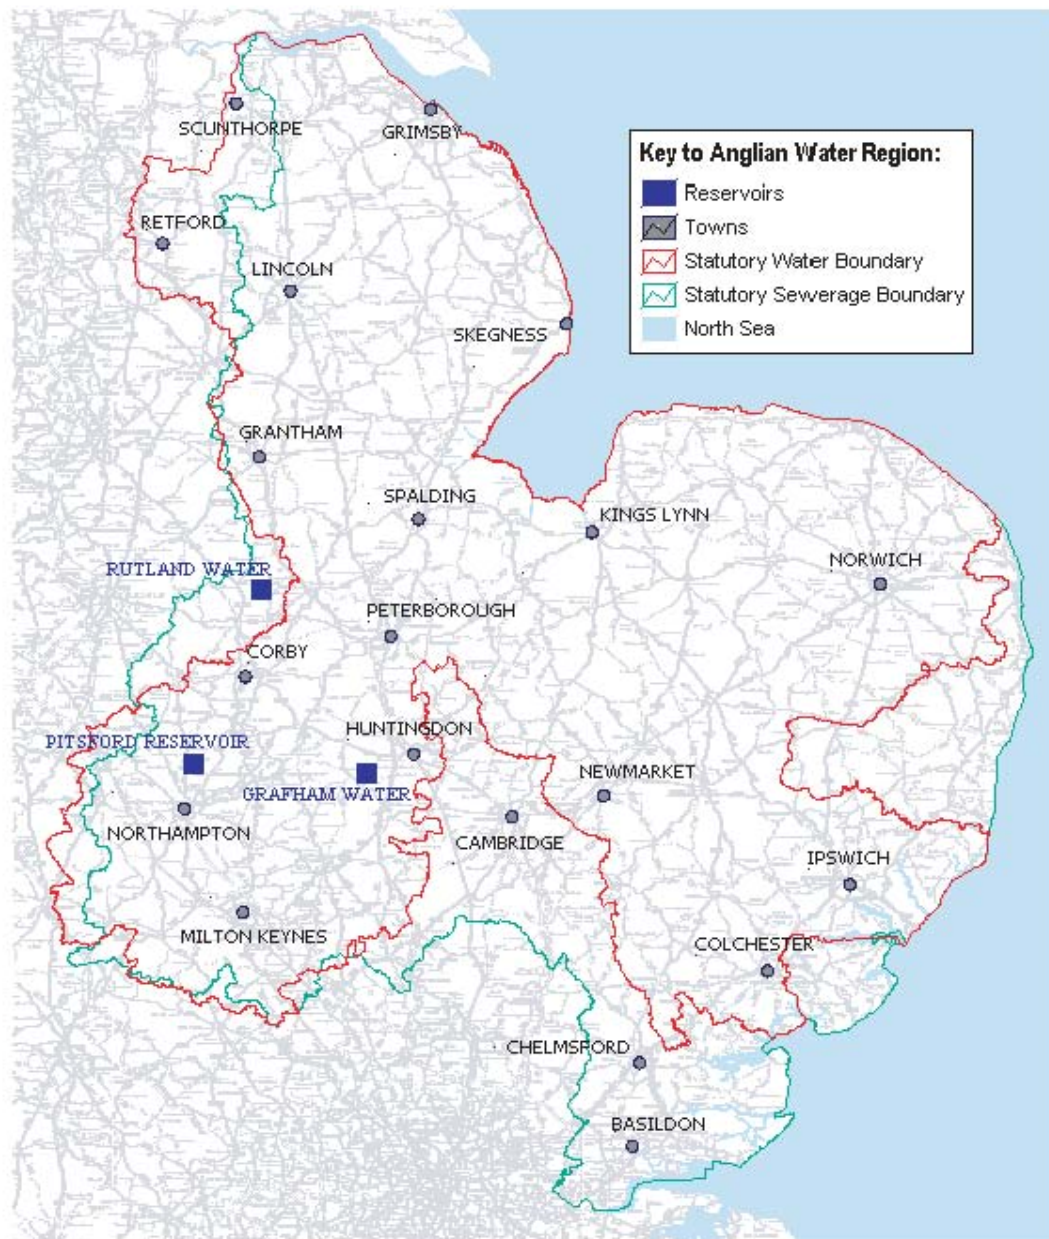 SCUNTHORPE
GRIMSBY
Key to Anglian Water Region:
Reservoirs
Towns
Statutory Water Boundary
Statutory Sewerage Boundary
North Sea
RETFORD
LINCOLN
SKEGNESS
GRANTHAM
SPALDING
KINGS LYNN
NORWICH
RUTLAND WATER
PETERBOROUGH
CORBY
HUNTINGDON
PITSFORD RESERVOIR
NEWMARKET
GRAFHAM WATER
NORTHAMPTON
CAMBRIDGE
IPSWICH
MILTON KEYNES
COLCHESTER
CHELMSFORD
BASILDON